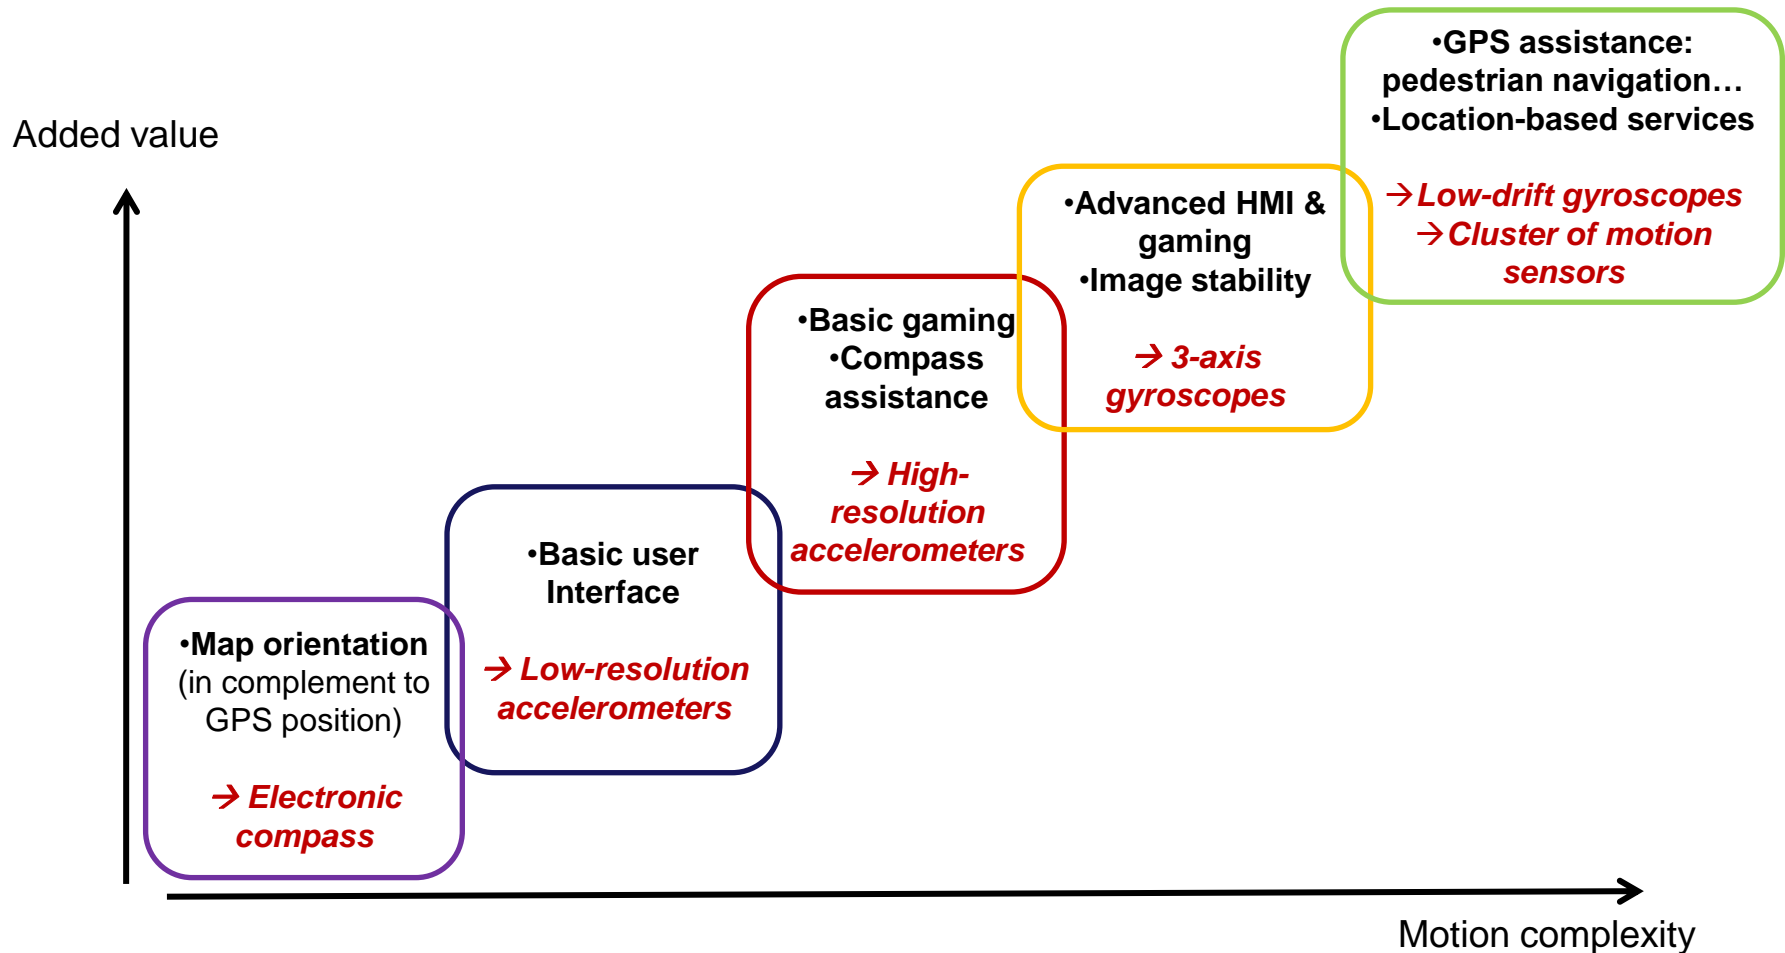 Added value
•GPS assistance:
pedestrian navigation…
•Location-based services
→Low-drift gyroscopes
→Cluster of motion
sensors
•Advanced HMI &
gaming
•Image stability
→ 3-axis
gyroscopes
•Basic gaming
•Compass
assistance
→ High-
resolution
accelerometers
•Basic user
Interface
→ Low-resolution
accelerometers
•Map orientation
(in complement to
GPS position)
→ Electronic
compass
Motion complexity